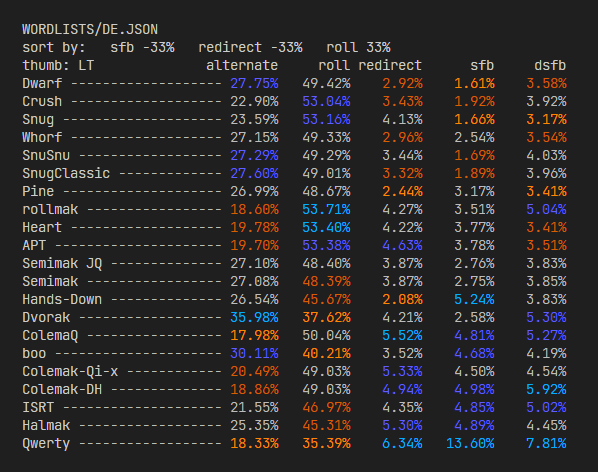 WORDLISTS/DE.JSON
sort by:   sfb -33%   redirect -33%   roll 33%
thumb: LT              alternate     roll redirect      sfb     dsfb
Dwarf ------------------- 27.75%   49.42%    2.92%    1.61%    3.58%
Crush ------------------- 22.90%   53.04%    3.43%    1.92%    3.92%
Snug -------------------- 23.59%   53.16%    4.13%    1.66%    3.17%
Whorf ------------------- 27.15%   49.33%    2.96%    2.54%    3.54%
SnuSnu ------------------ 27.29%   49.29%    3.44%    1.69%    4.03%
SnugClassic ------------- 27.60%   49.01%    3.32%    1.89%    3.96%
Pine -------------------- 26.99%   48.67%    2.44%    3.17%    3.41%
rollmak ----------------- 18.60%   53.71%    4.27%    3.51%    5.04%
Heart ------------------- 19.78%   53.40%    4.22%    3.77%    3.41%
APT --------------------- 19.70%   53.38%    4.63%    3.78%    3.51%
Semimak JQ -------------- 27.10%   48.40%    3.87%    2.76%    3.83%
Semimak ----------------- 27.08%   48.39%    3.87%    2.75%    3.85%
Hands-Down -------------- 26.54%   45.67%    2.08%    5.24%    3.83%
Dvorak ------------------ 35.98%   37.62%    4.21%    2.58%    5.30%
ColemaQ ----------------- 17.98%   50.04%    5.52%    4.81%    5.27%
boo --------------------- 30.11%   40.21%    3.52%    4.68%    4.19%
Colemak-Qi-x ------------ 20.49%   49.03%    5.33%    4.50%    4.54%
Colemak-DH -------------- 18.86%   49.03%    4.94%    4.98%    5.92%
ISRT -------------------- 21.55%   46.97%    4.35%    4.85%    5.02%
Halmak ------------------ 25.35%   45.31%    5.30%    4.89%    4.45%
Qwerty ------------------ 18.33%   35.39%    6.34%   13.60%    7.81%